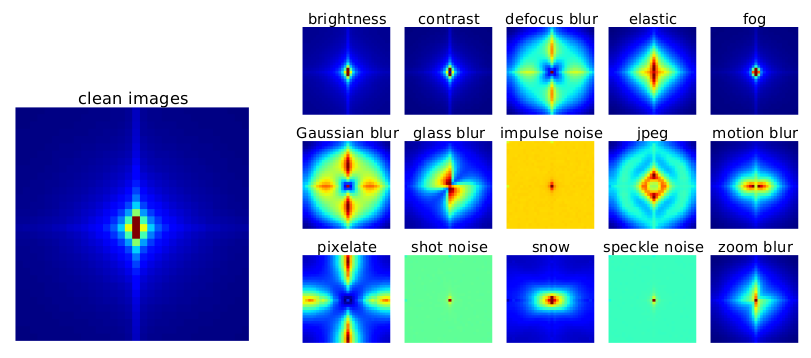 clean images
brightness
contrast
defocus blur
elastic
fog
Gaussian blur
glass blur
impulse noise
jpeg
motion blur
pixelate
shot noise
snow
speckle noise
zoom blur